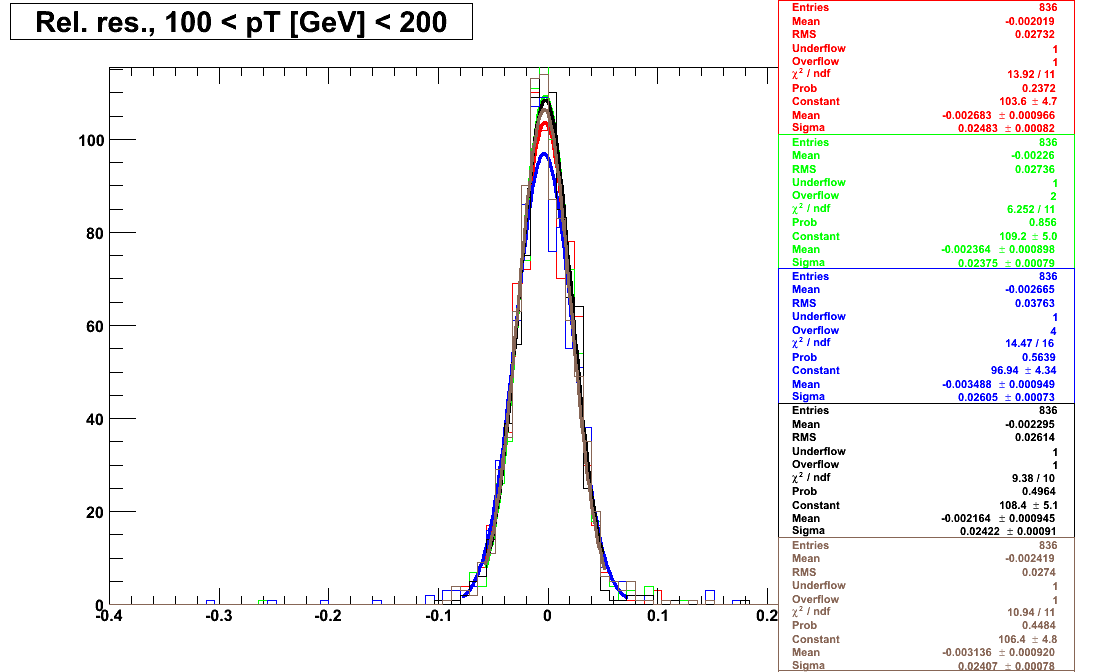 Rel. res., 100 < pT [GeV] < 200
Entries 836
Mean -0.002019
RMS 0.02732
Underflow 1
Overflow 1
χ² / ndf 13.92 / 11
Prob 0.2372
Constant 103.6 ± 4.7
Mean -0.002683 ± 0.000966
Sigma 0.02483 ± 0.00082
Entries 836
Mean -0.00226
RMS 0.02736
Underflow 1
Overflow 2
χ² / ndf 6.252 / 11
Prob 0.856
Constant 109.2 ± 5.0
Mean -0.002364 ± 0.000898
Sigma 0.02375 ± 0.00079
Entries 836
Mean -0.002665
RMS 0.03763
Underflow 1
Overflow 4
χ² / ndf 14.47 / 16
Prob 0.5639
Constant 96.94 ± 4.34
Mean -0.003488 ± 0.000949
Sigma 0.02605 ± 0.00073
Entries 836
Mean -0.002295
RMS 0.02614
Underflow 1
Overflow 1
χ² / ndf 9.38 / 10
Prob 0.4964
Constant 108.4 ± 5.1
Mean -0.002164 ± 0.000945
Sigma 0.02422 ± 0.00091
Entries 836
Mean -0.002419
RMS 0.0274
Underflow 1
Overflow 1
χ² / ndf 10.94 / 11
Prob 0.4484
Constant 106.4 ± 4.8
Mean -0.003136 ± 0.000920
Sigma 0.02407 ± 0.00078
100
80
60
40
20
0
-0.4 -0.3 -0.2 -0.1 0 0.1 0.2